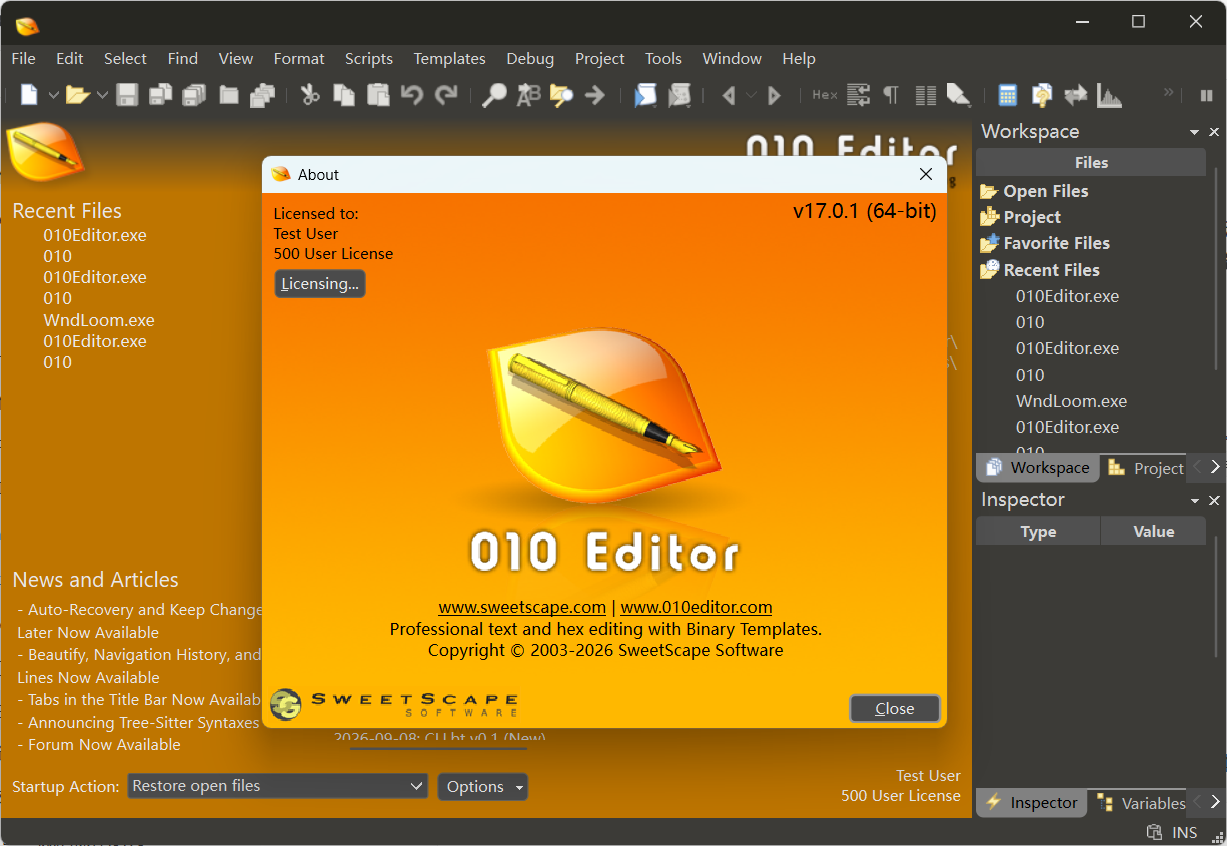 File Edit Select Find View Format Scripts Templates Debug Project Tools Window Help
Hex
010 Editor
Recent Files
010Editor.exe
010
010Editor.exe
010
WndLoom.exe
010Editor.exe
010
News and Articles
- Auto-Recovery and Keep Change
Later Now Available
- Beautify, Navigation History, and
Lines Now Available
- Tabs in the Title Bar Now Availab
- Announcing Tree-Sitter Syntaxes
- Forum Now Available
About
Licensed to:
Test User
500 User License
Licensing...
v17.0.1 (64-bit)
010 Editor
www.sweetscape.com | www.010editor.com
Professional text and hex editing with Binary Templates.
Copyright © 2003-2026 SweetScape Software
SWEETSCAPE
SOFTWARE
Close
Startup Action: Restore open files Options
Test User
500 User License
Workspace
Files
Open Files
Project
Favorite Files
Recent Files
010Editor.exe
010
010Editor.exe
010
WndLoom.exe
010Editor.exe
010
Workspace Project
Inspector
Type Value
Inspector Variables
INS